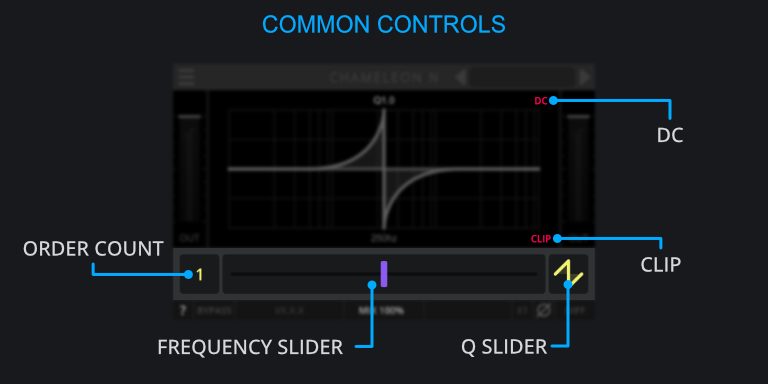 COMMON CONTROLS
CHAMELEON N
Q1.0
DC
DC
OUT
250hz
CLIP
ORDER COUNT
CLIP
1
? BYPASS
MIX 100%
FREQUENCY SLIDER
Q SLIDER